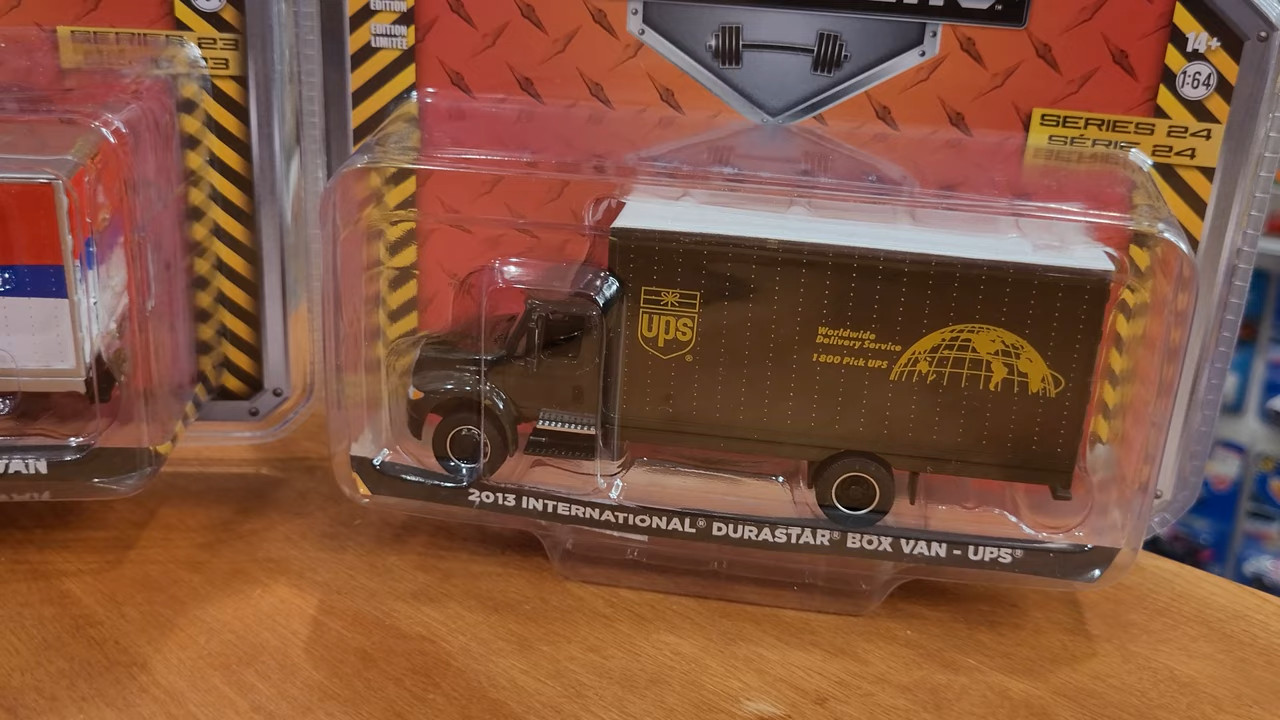 SERIES 23
VAN
EDITION
EDITION
LIMITÉE
14+
1:64
SERIES 24
SÉRIE 24
ups®
Worldwide
Delivery Service
1 800 Pick UPS
2013 INTERNATIONAL® DURASTAR® BOX VAN - UPS®